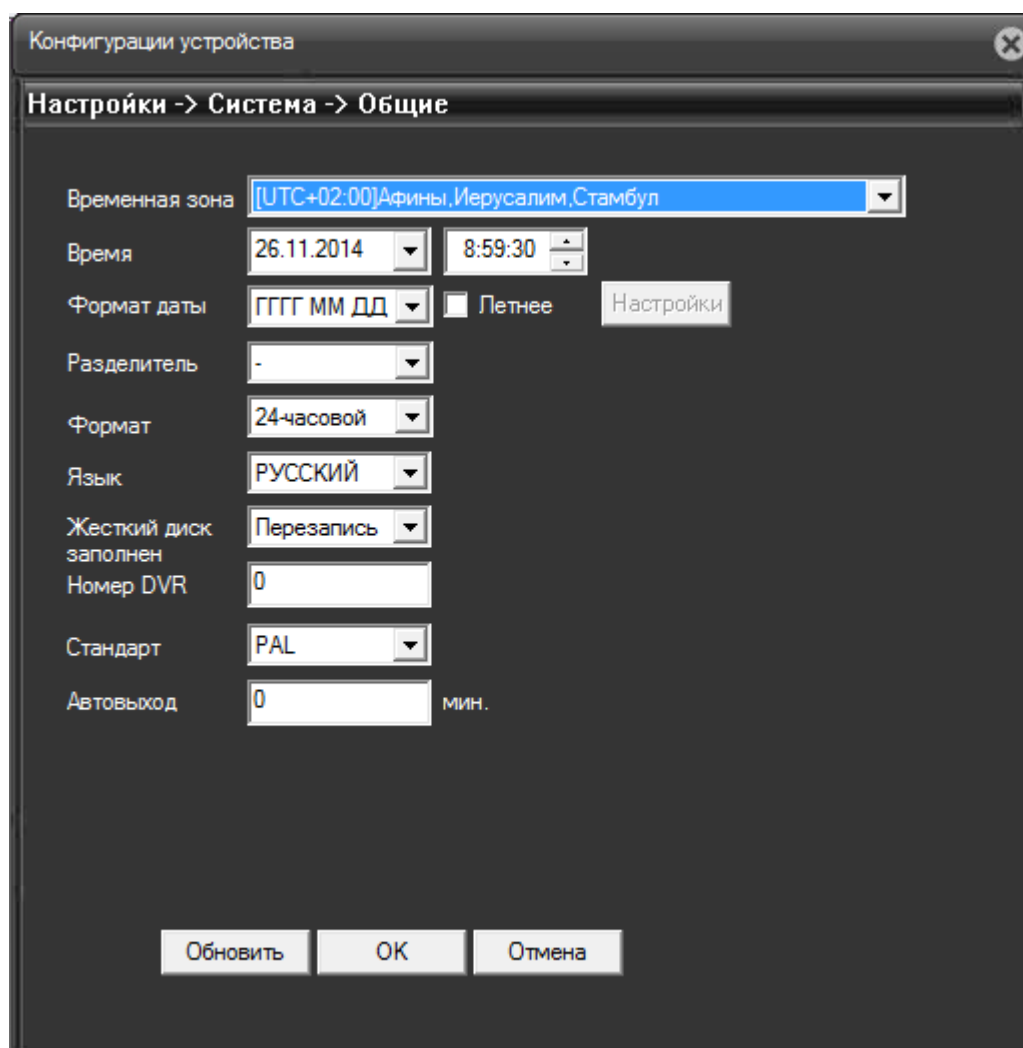 Конфигурации устройства
Настройки -> Система -> Общие
Временная зона [UTC+02:00]Афины,Иерусалим,Стамбул
Время 26.11.2014 8:59:30
Формат даты ГГГГ ММ ДД Летнее Настройки
Разделитель -
Формат 24-часовой
Язык РУССКИЙ
Жесткий диск Перезапись
заполнен
Номер DVR 0
Стандарт PAL
Автовыход 0 мин.
Обновить OK Отмена